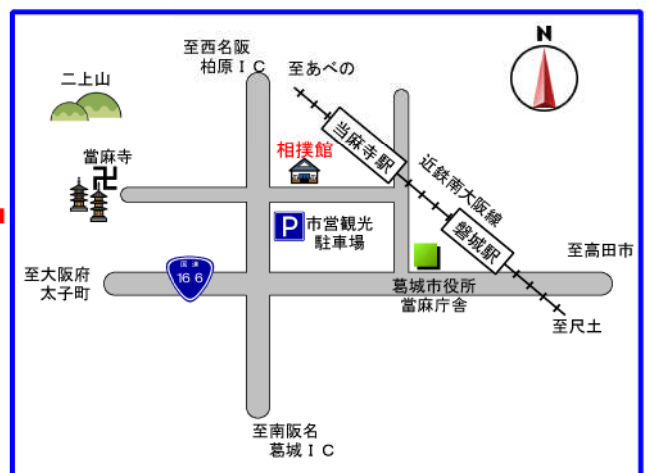 N
至西名阪
柏原ＩＣ
至あべの
二上山
当麻寺駅
相撲館
當麻寺
近鉄南大阪線
P
市営観光
駐車場
磐城駅
至高田市
至大阪府
太子町
国道
166
葛城市役所
當麻庁舎
至尺土
至南阪名
葛城ＩＣ